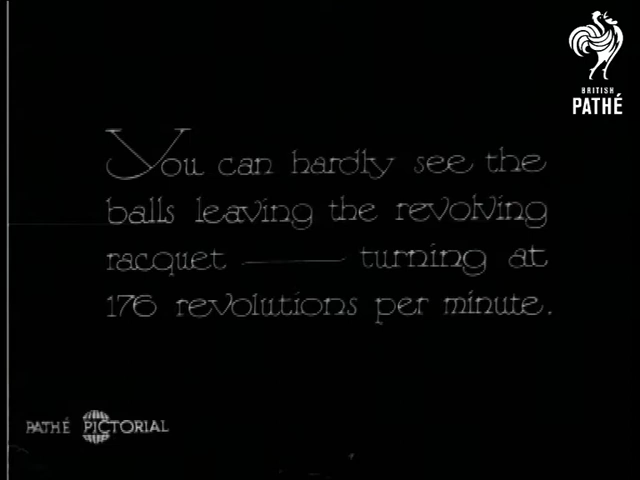 BRITISH
PATHÉ
You can hardly see the
balls leaving the revolving
racquet —— turning at
176 revolutions per minute.
PATHÉ PICTORIAL